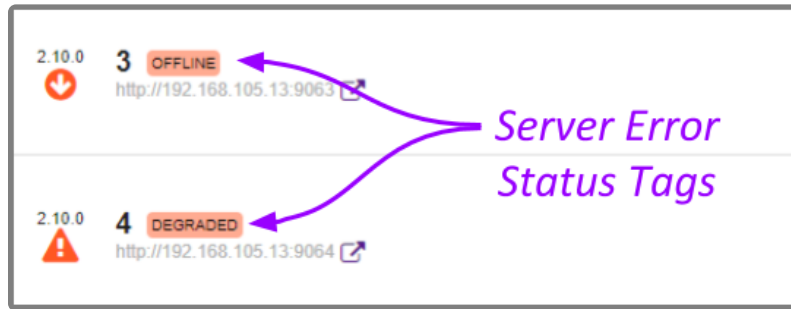 2.10.0
3 OFFLINE
http://192.168.105.13:9063
Server Error
Status Tags
2.10.0
4 DEGRADED
http://192.168.105.13:9064